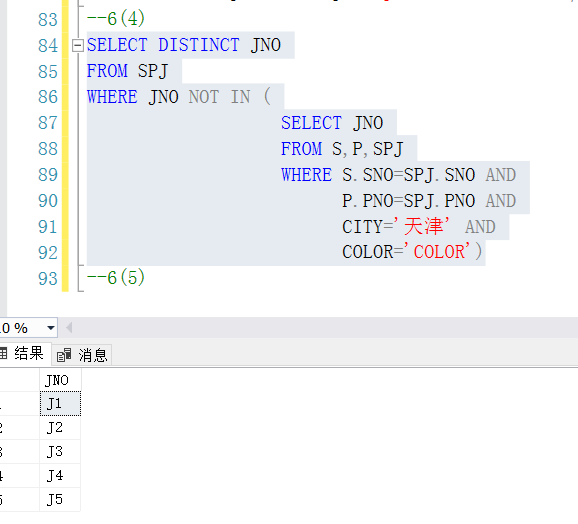 83 --6(4)
84 SELECT DISTINCT JNO
85 FROM SPJ
86 WHERE JNO NOT IN (
87 SELECT JNO
88 FROM S,P,SPJ
89 WHERE S.SNO=SPJ.SNO AND
90 P.PNO=SPJ.PNO AND
91 CITY='天津' AND
92 COLOR='COLOR')
93 --6(5)
0 %
结果 消息
JNO
J1
2 J2
3 J3
4 J4
5 J5